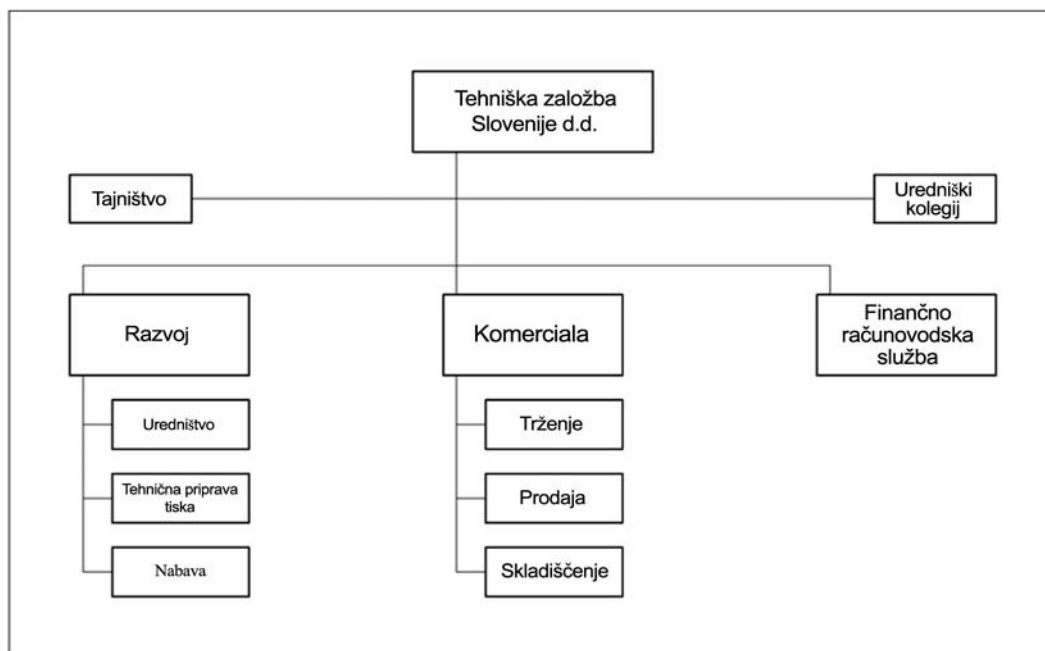 Tehniška založba
Slovenije d.d.
Tajništvo
Uredniški
kolegij
Razvoj
Komerciala
Finančno
računovodska
služba
Uredništvo
Tehnična priprava
tiska
Nabava
Trženje
Prodaja
Skladiščenje